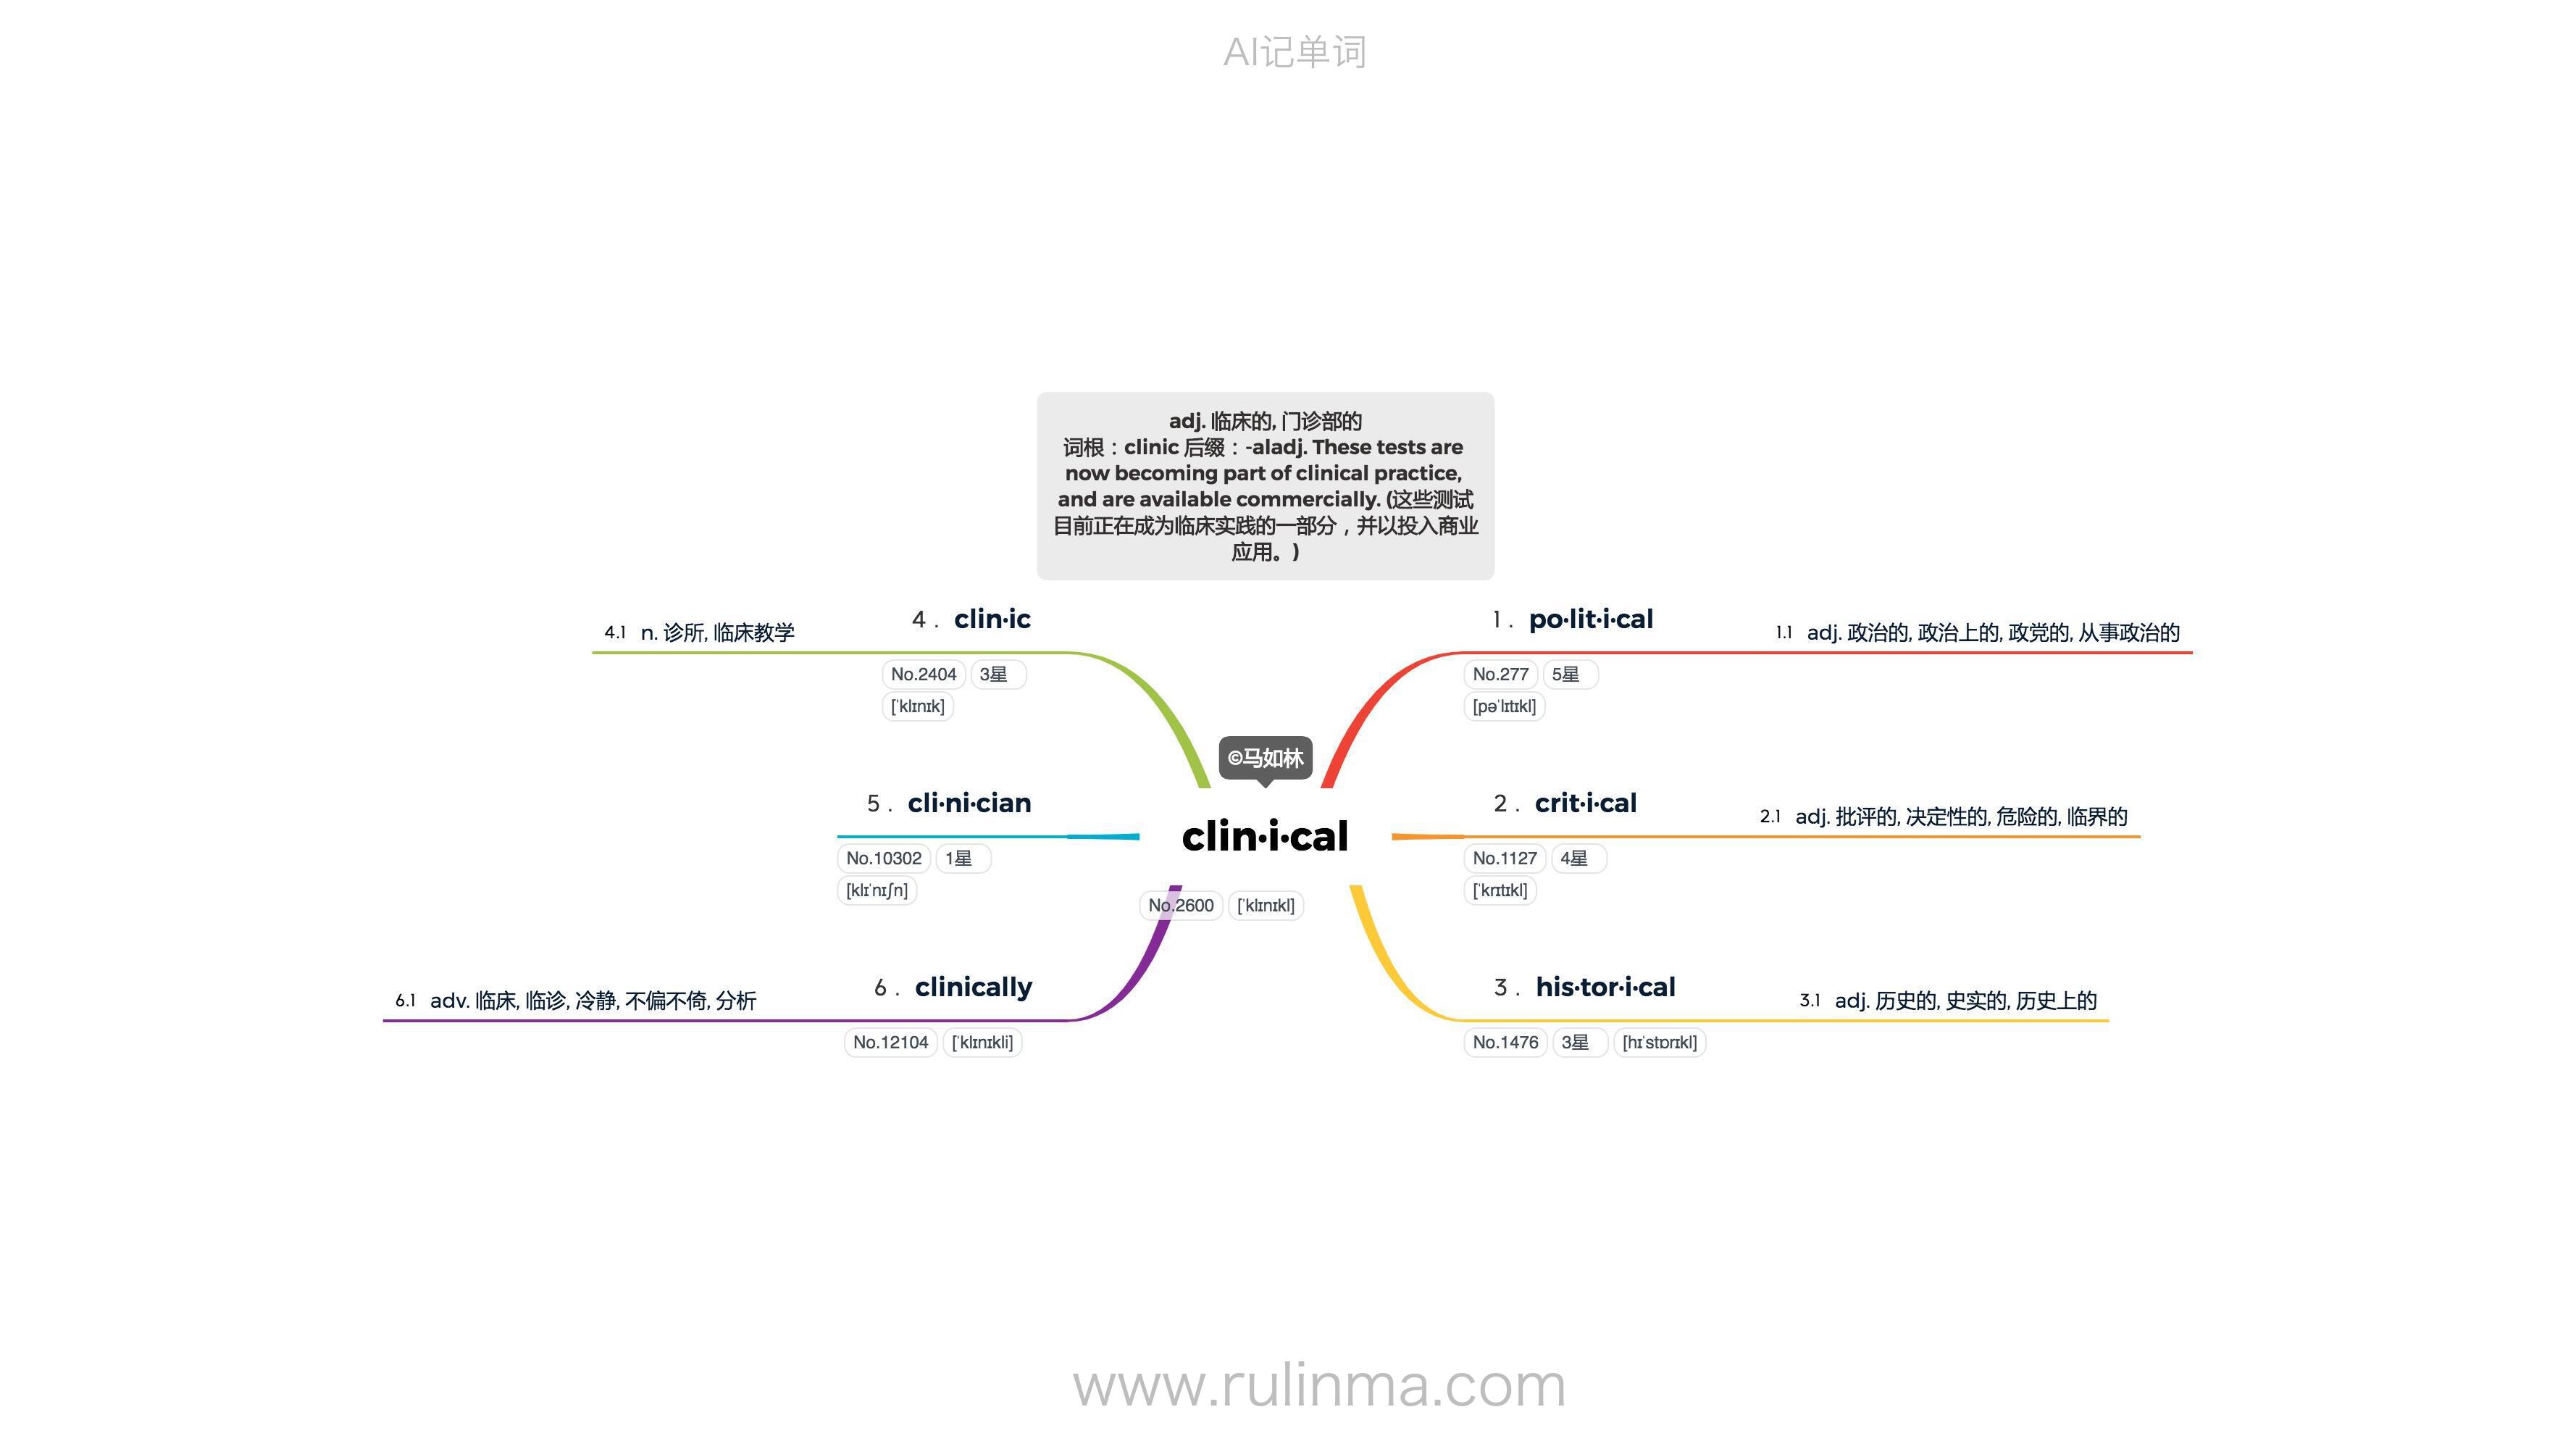 AI记单词
adj. 临床的, 门诊部的
词根：clinic 后缀：-aladj. These tests are
now becoming part of clinical practice,
and are available commercially. (这些测试
目前正在成为临床实践的一部分，并以投入商业
应用。)
4.1 n. 诊所, 临床教学
4 . clin·ic
No.2404 3星
[ˈklɪnɪk]
1 . po·lit·i·cal
1.1 adj. 政治的, 政治上的, 政党的, 从事政治的
No.277 5星
[pəˈlɪtɪkl]
©马如林
5 . cli·ni·cian
No.10302 1星
[klɪˈnɪʃn]
clin·i·cal
No.2600 [ˈklɪnɪkl]
2 . crit·i·cal
2.1 adj. 批评的, 决定性的, 危险的, 临界的
No.1127 4星
[ˈkrɪtɪkl]
6.1 adv. 临床, 临诊, 冷静, 不偏不倚, 分析
6 . clinically
No.12104 [ˈklɪnɪkli]
3 . his·tor·i·cal
3.1 adj. 历史的, 史实的, 历史上的
No.1476 3星 [hɪˈstɒrɪkl]
www.rulinma.com